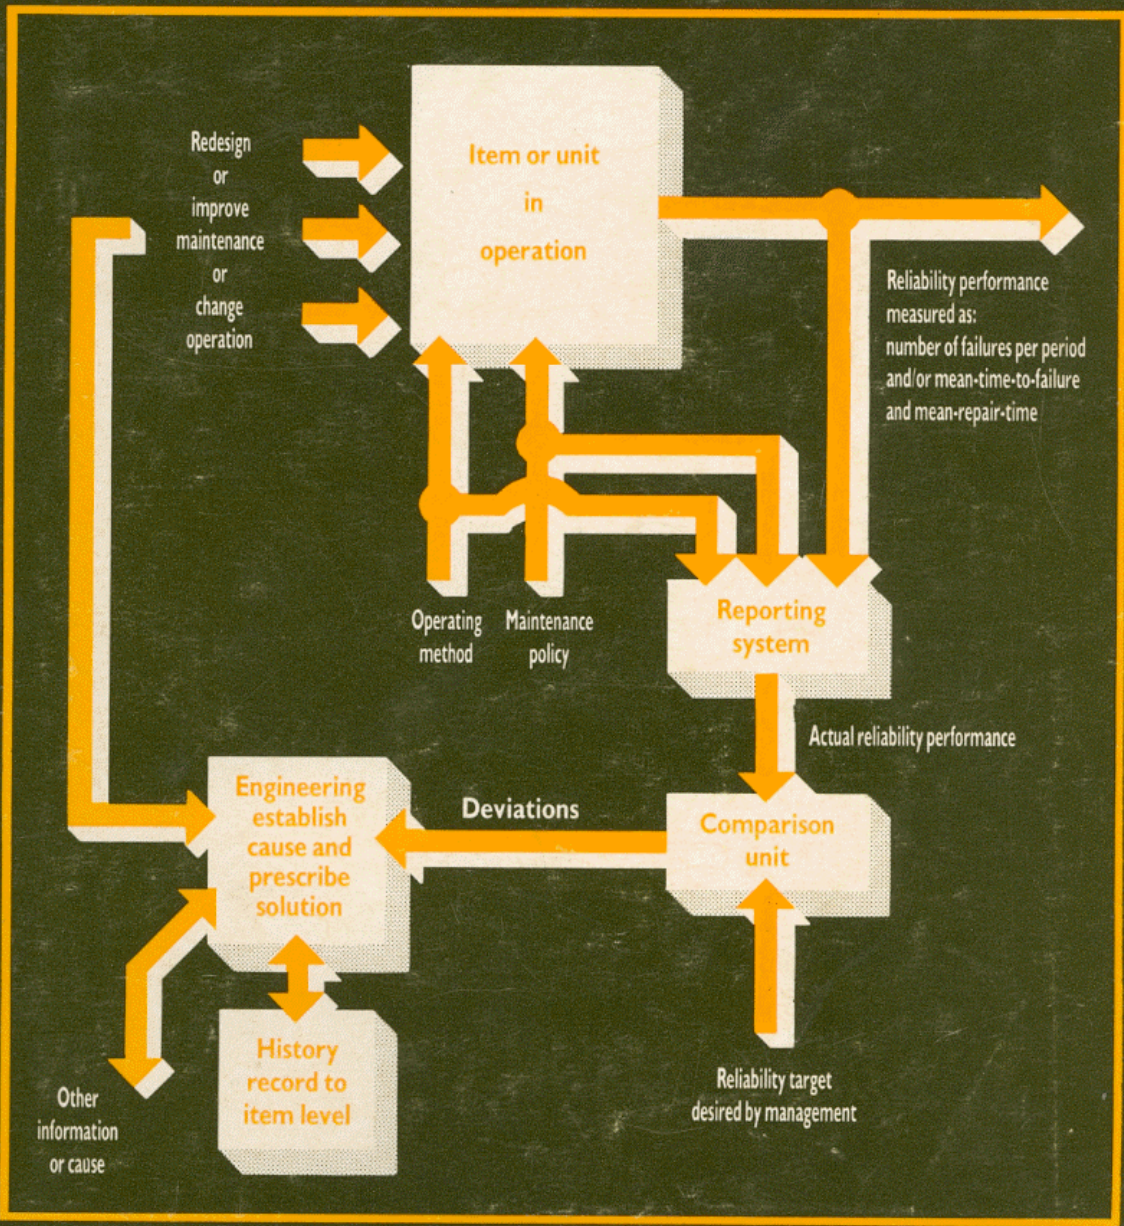 Redesign
or
improve
maintenance
or
change
operation
Item or unit
in
operation
Reliability performance
measured as:
number of failures per period
and/or mean-time-to-failure
and mean-repair-time
Operating
method
Maintenance
policy
Reporting
system
Actual reliability performance
Engineering
establish
cause and
prescribe
solution
Deviations
Comparison
unit
History
record to
item level
Other
information
or cause
Reliability target
desired by management